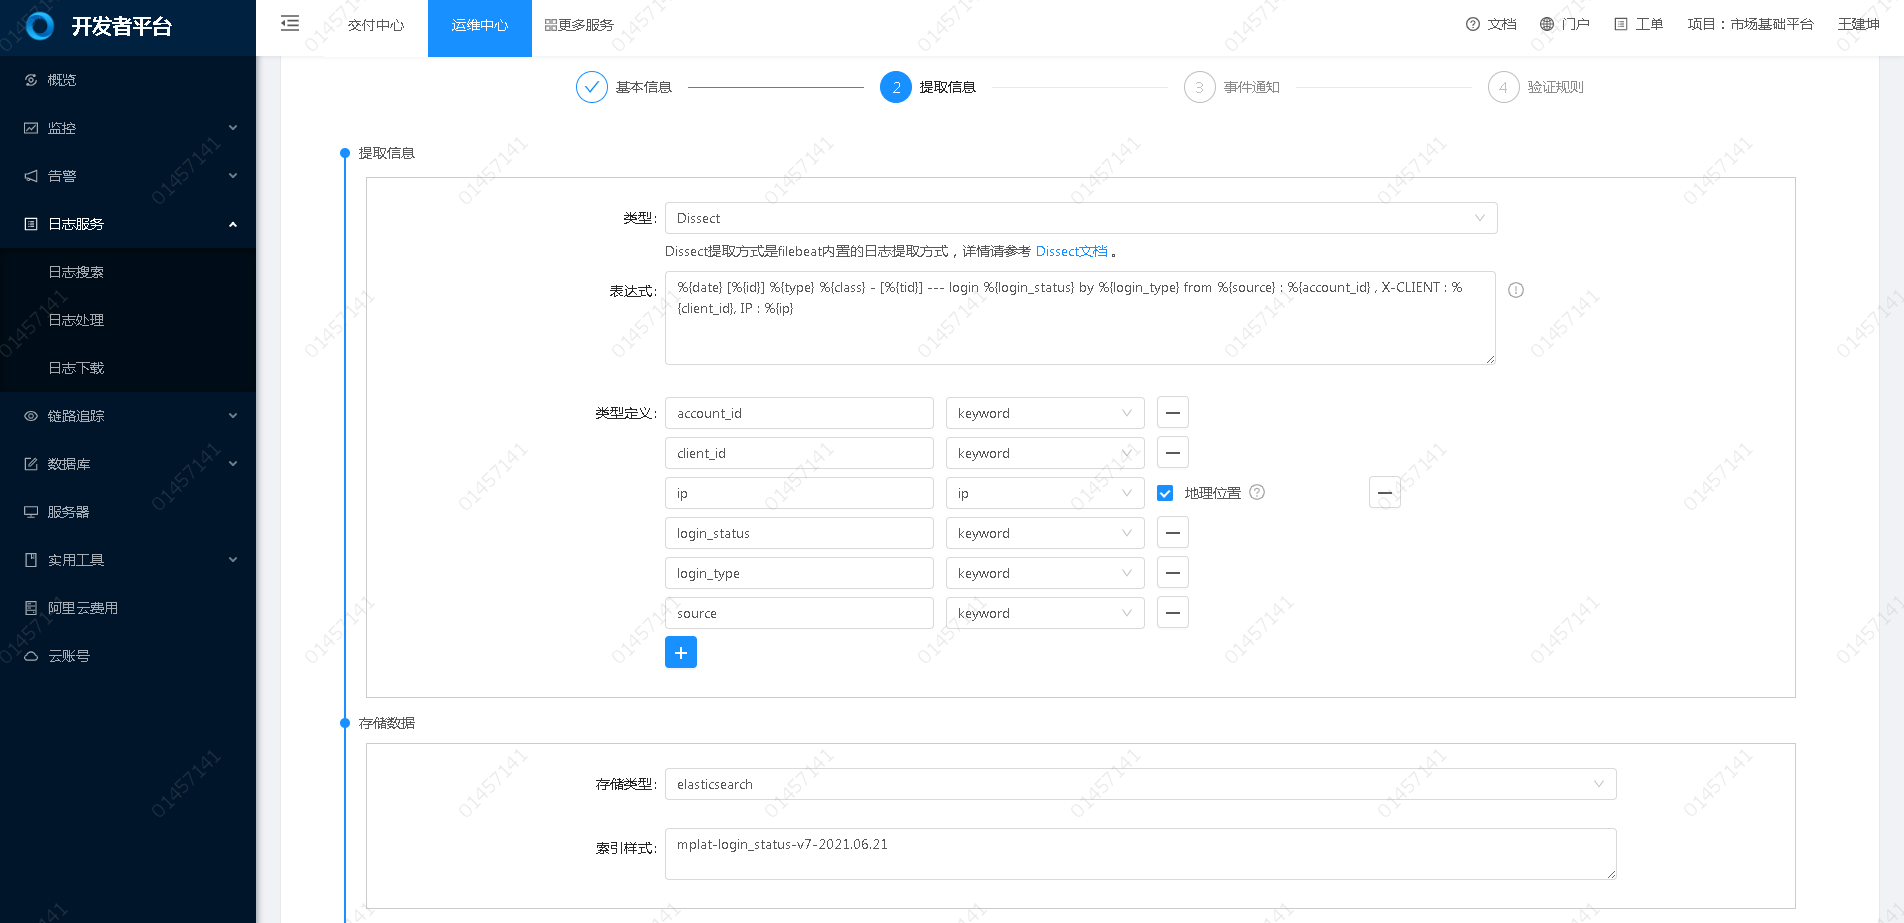 开发者平台
交付中心
运维中心
更多服务
文档
门户
工单
项目：市场基础平台
王建坤
概览
监控
告警
日志服务
日志搜索
日志处理
日志下载
链路追踪
数据库
服务器
实用工具
阿里云费用
云账号
基本信息
2 提取信息
3 事件通知
4 验证规则
提取信息
类型: Dissect
Dissect提取方式是filebeat内置的日志提取方式，详情请参考 Dissect文档 。
表达式: %{date} [%{id}] %{type} %{class} - [%{tid}] --- login %{login_status} by %{login_type} from %{source} : %{account_id} , X-CLIENT : %
{client_id}, IP : %{ip}
类型定义: account_id keyword
client_id keyword
ip ip 地理位置
login_status keyword
login_type keyword
source keyword
存储数据
存储类型: elasticsearch
索引样式: mplat-login_status-v7-2021.06.21
01457141